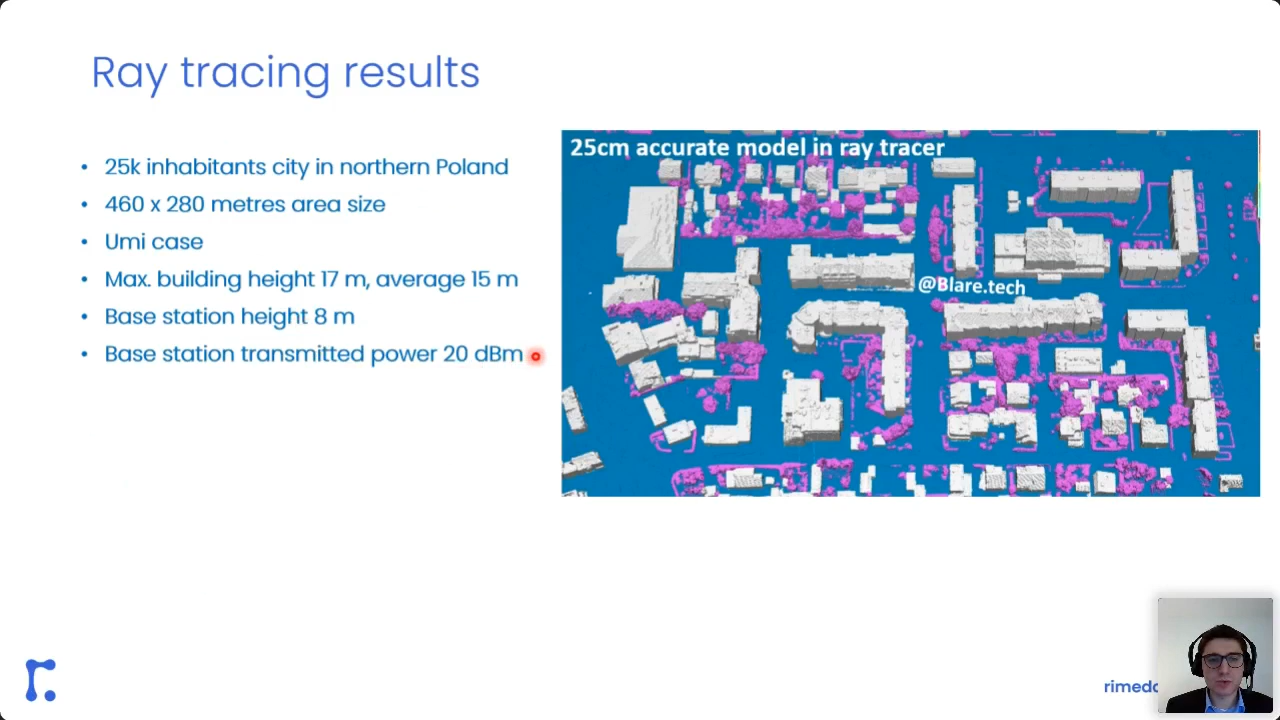 Ray tracing results
• 25k inhabitants city in northern Poland
• 460 x 280 metres area size
• Umi case
• Max. building height 17 m, average 15 m
• Base station height 8 m
• Base station transmitted power 20 dBm
25cm accurate model in ray tracer
@Blare.tech